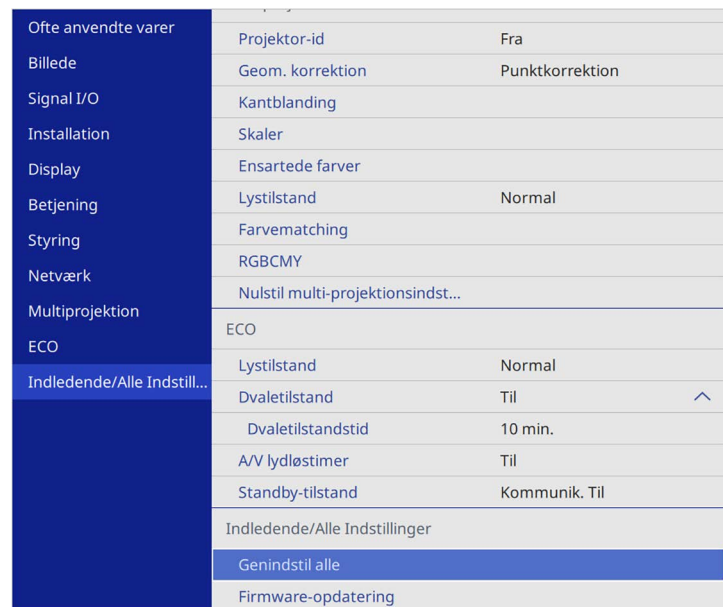 Ofte anvendte varer
Billede
Signal I/O
Installation
Display
Betjening
Styring
Netværk
Multiprojektion
ECO
Indledende/Alle Indstill...
Projektor-id Fra
Geom. korrektion Punktkorrektion
Kantblanding
Skaler
Ensartede farver
Lystilstand Normal
Farvematching
RGBCMY
Nulstil multi-projektionsindst...
ECO
Lystilstand Normal
Dvaletilstand Til
Dvaletilstandstid 10 min.
A/V lydløstimer Til
Standby-tilstand Kommunik. Til
Indledende/Alle Indstillinger
Genindstil alle
Firmware-opdatering